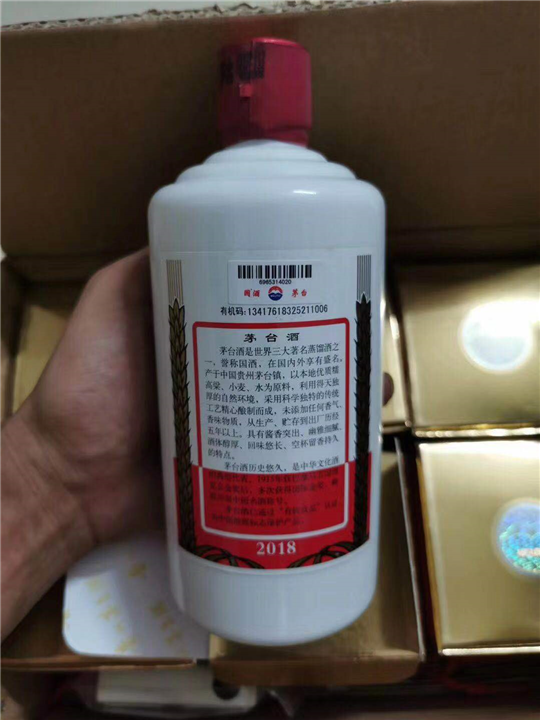 6985314020
國酒 茅台
有机码:13417618325211006
茅台酒
茅台酒是世界三大著名蒸馏酒之
一，誉称国酒，在国内外享有盛名。
产于中国贵州茅台镇，以本地优质糯
高粱、小麦、水为原料，利用得天独
厚的自然环境，采用科学独特的传统
工艺精心酿制而成，未添加任何香气、
香味物质，从生产、贮存到出厂历经
五年以上。具有酱香突出、幽雅细腻、
酒体醇厚、回味悠长、空杯留香持久
的特点。
茅台酒历史悠久，是中华文化酒
2018